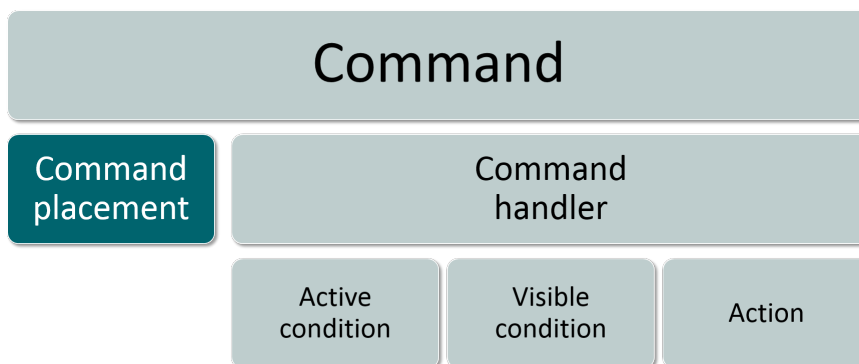 Command
Command
placement
Command
handler
Active
condition
Visible
condition
Action